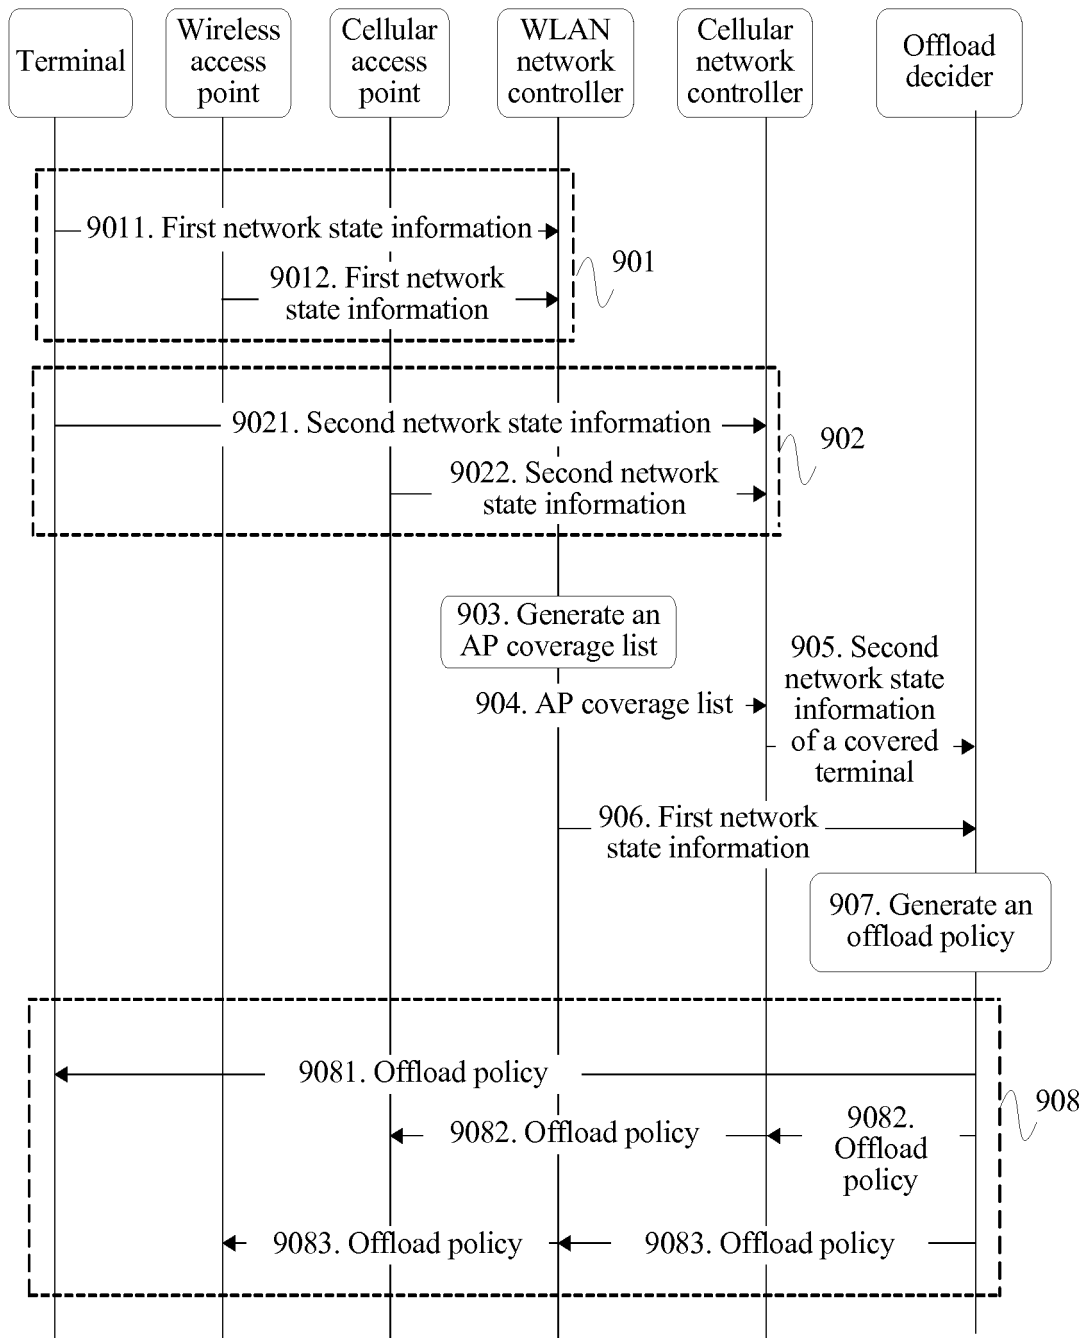 Terminal
Wireless
access
point
Cellular
access
point
WLAN
network
controller
Cellular
network
controller
Offload
decider
9011. First network state information
9012. First network
state information
901
9021. Second network state information
9022. Second network
state information
902
903. Generate an
AP coverage list
904. AP coverage list
905. Second
network state
information
of a covered
terminal
906. First network
state information
907. Generate an
offload policy
9081. Offload policy
9082. Offload policy
9082.
Offload
policy
9083. Offload policy
9083. Offload policy
908